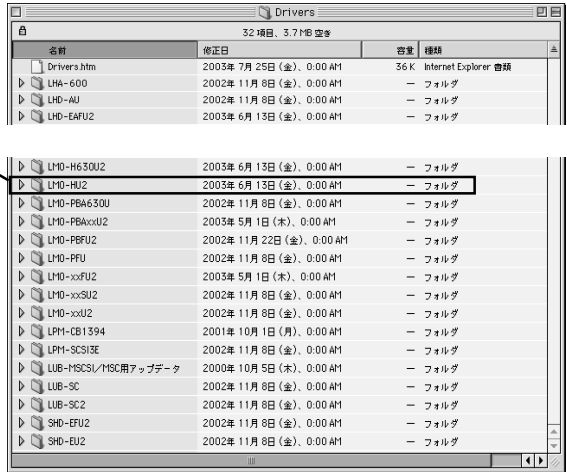 Drivers
32 項目、3.7 MB 空き
名前 修正日 容量 種類
Drivers.htm 2003年 7月 25日 (金)、0:00 AM 36 K Internet Explorer 書類
LHA-600 2002年 11月 8日 (金)、0:00 AM — フォルダ
LHD-AU 2002年 11月 8日 (金)、0:00 AM — フォルダ
LHD-EAFU2 2003年 6月 13日 (金)、0:00 AM — フォルダ
LMO-H630U2 2003年 6月 13日 (金)、0:00 AM — フォルダ
LMO-HU2 2003年 6月 13日 (金)、0:00 AM — フォルダ
LMO-PBA630U 2002年 11月 8日 (金)、0:00 AM — フォルダ
LMO-PBAxxU2 2003年 5月 1日 (木)、0:00 AM — フォルダ
LMO-PBFU2 2002年 11月 22日 (金)、0:00 AM — フォルダ
LMO-PFU 2002年 11月 8日 (金)、0:00 AM — フォルダ
LMO-xxFU2 2003年 5月 1日 (木)、0:00 AM — フォルダ
LMO-xxSU2 2002年 11月 8日 (金)、0:00 AM — フォルダ
LMO-xxU2 2002年 11月 8日 (金)、0:00 AM — フォルダ
LPM-CB1394 2001年 10月 1日 (月)、0:00 AM — フォルダ
LPM-SCSI3E 2002年 11月 8日 (金)、0:00 AM — フォルダ
LUB-MSCSI/MSC用アップデータ 2000年 10月 5日 (木)、0:00 AM — フォルダ
LUB-SC 2002年 11月 8日 (金)、0:00 AM — フォルダ
LUB-SC2 2002年 11月 8日 (金)、0:00 AM — フォルダ
SHD-EFU2 2002年 11月 8日 (金)、0:00 AM — フォルダ
SHD-EU2 2002年 11月 8日 (金)、0:00 AM — フォルダ